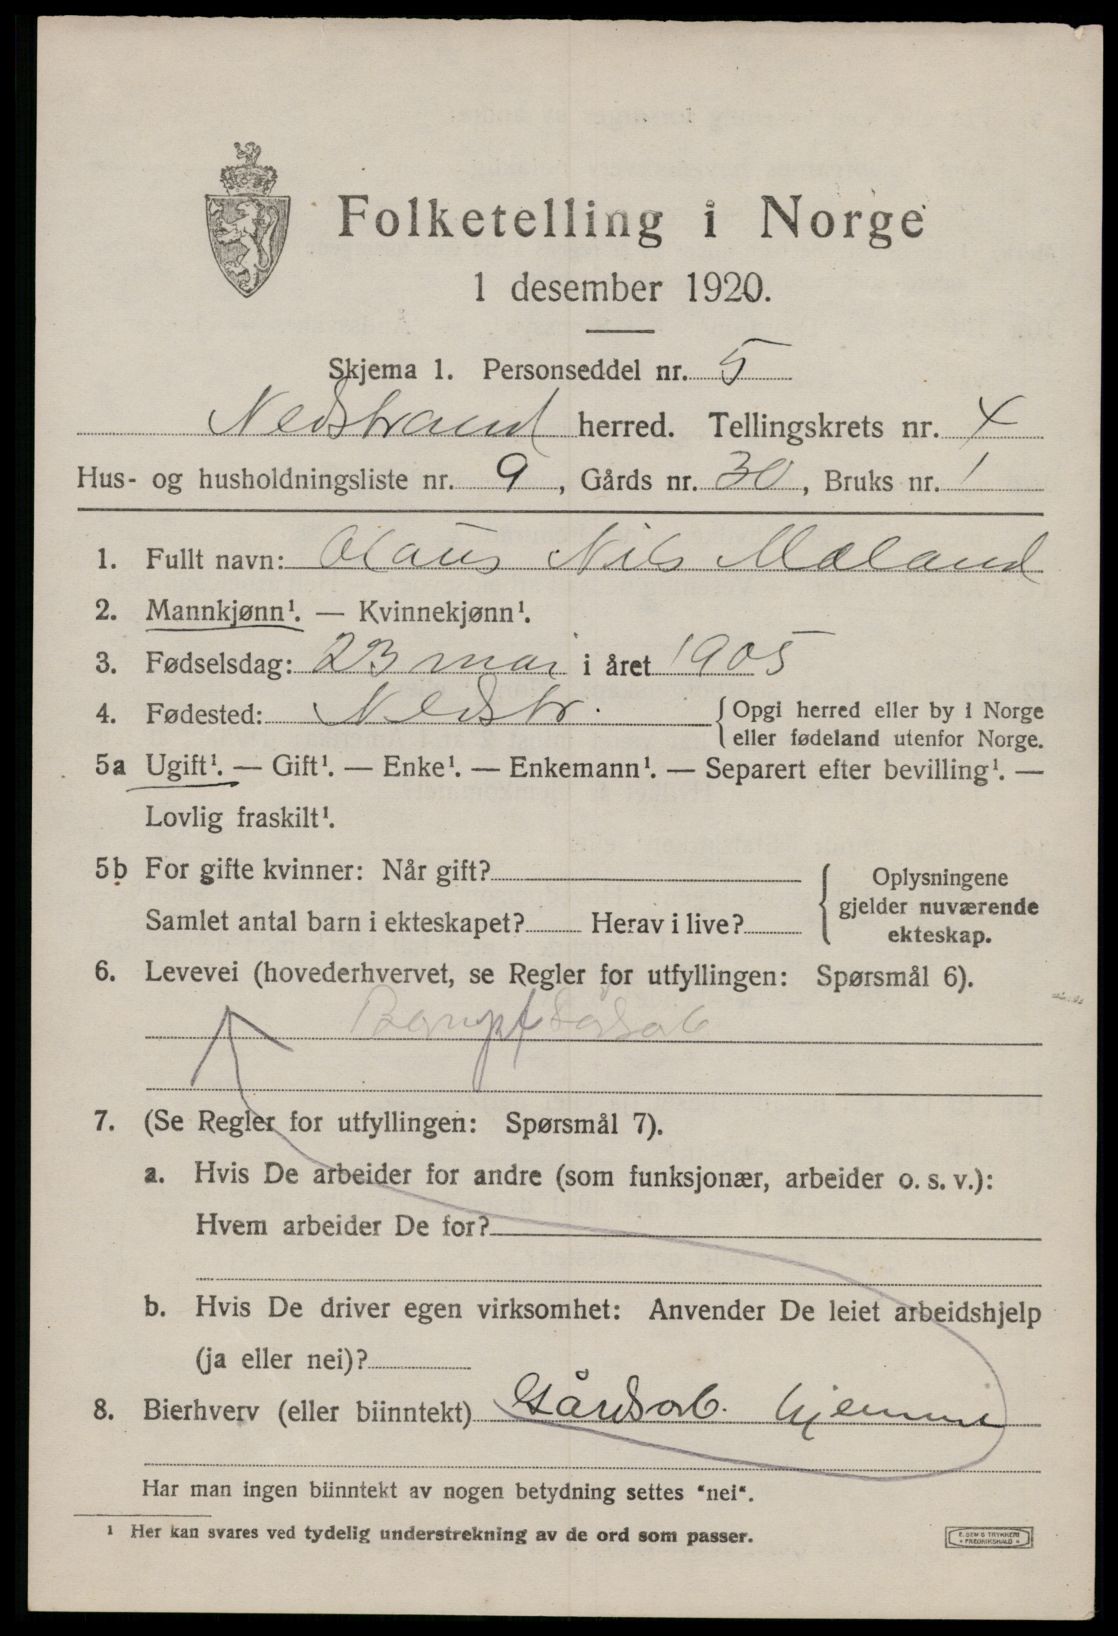 Folketelling i Norge
1 desember 1920.
Skjema 1. Personseddel nr. 5
Nedstrand herred. Tellingskrets nr. 4
Hus- og husholdningsliste nr. 9, Gårds nr. 30, Bruks nr. 1
1. Fullt navn: Olaus Nils Mæland
2. Mannkjønn¹. — Kvinnekjønn¹.
3. Fødselsdag: 23 mai i året 1905
4. Fødested: Nedstr. Opgi herred eller by i Norge
eller fødeland utenfor Norge.
5a Ugift¹. — Gift¹. — Enke¹. — Enkemann¹. — Separert efter bevilling¹. —
Lovlig fraskilt¹.
5b For gifte kvinner: Når gift?
Samlet antal barn i ekteskapet? Herav i live?
Oplysningene
gjelder nuværende
ekteskap.
6. Levevei (hovederhvervet, se Regler for utfyllingen: Spørsmål 6).
7. (Se Regler for utfyllingen: Spørsmål 7).
a. Hvis De arbeider for andre (som funksjonær, arbeider o. s. v.):
Hvem arbeider De for?
b. Hvis De driver egen virksomhet: Anvender De leiet arbeidshjelp
(ja eller nei)?
8. Bierhverv (eller biinntekt) Gårdsarb. hjemme
Har man ingen biinntekt av nogen betydning settes "nei".
¹ Her kan svares ved tydelig understrekning av de ord som passer.
E. SEM'S TRYKKERI
FREDRIKSHALD